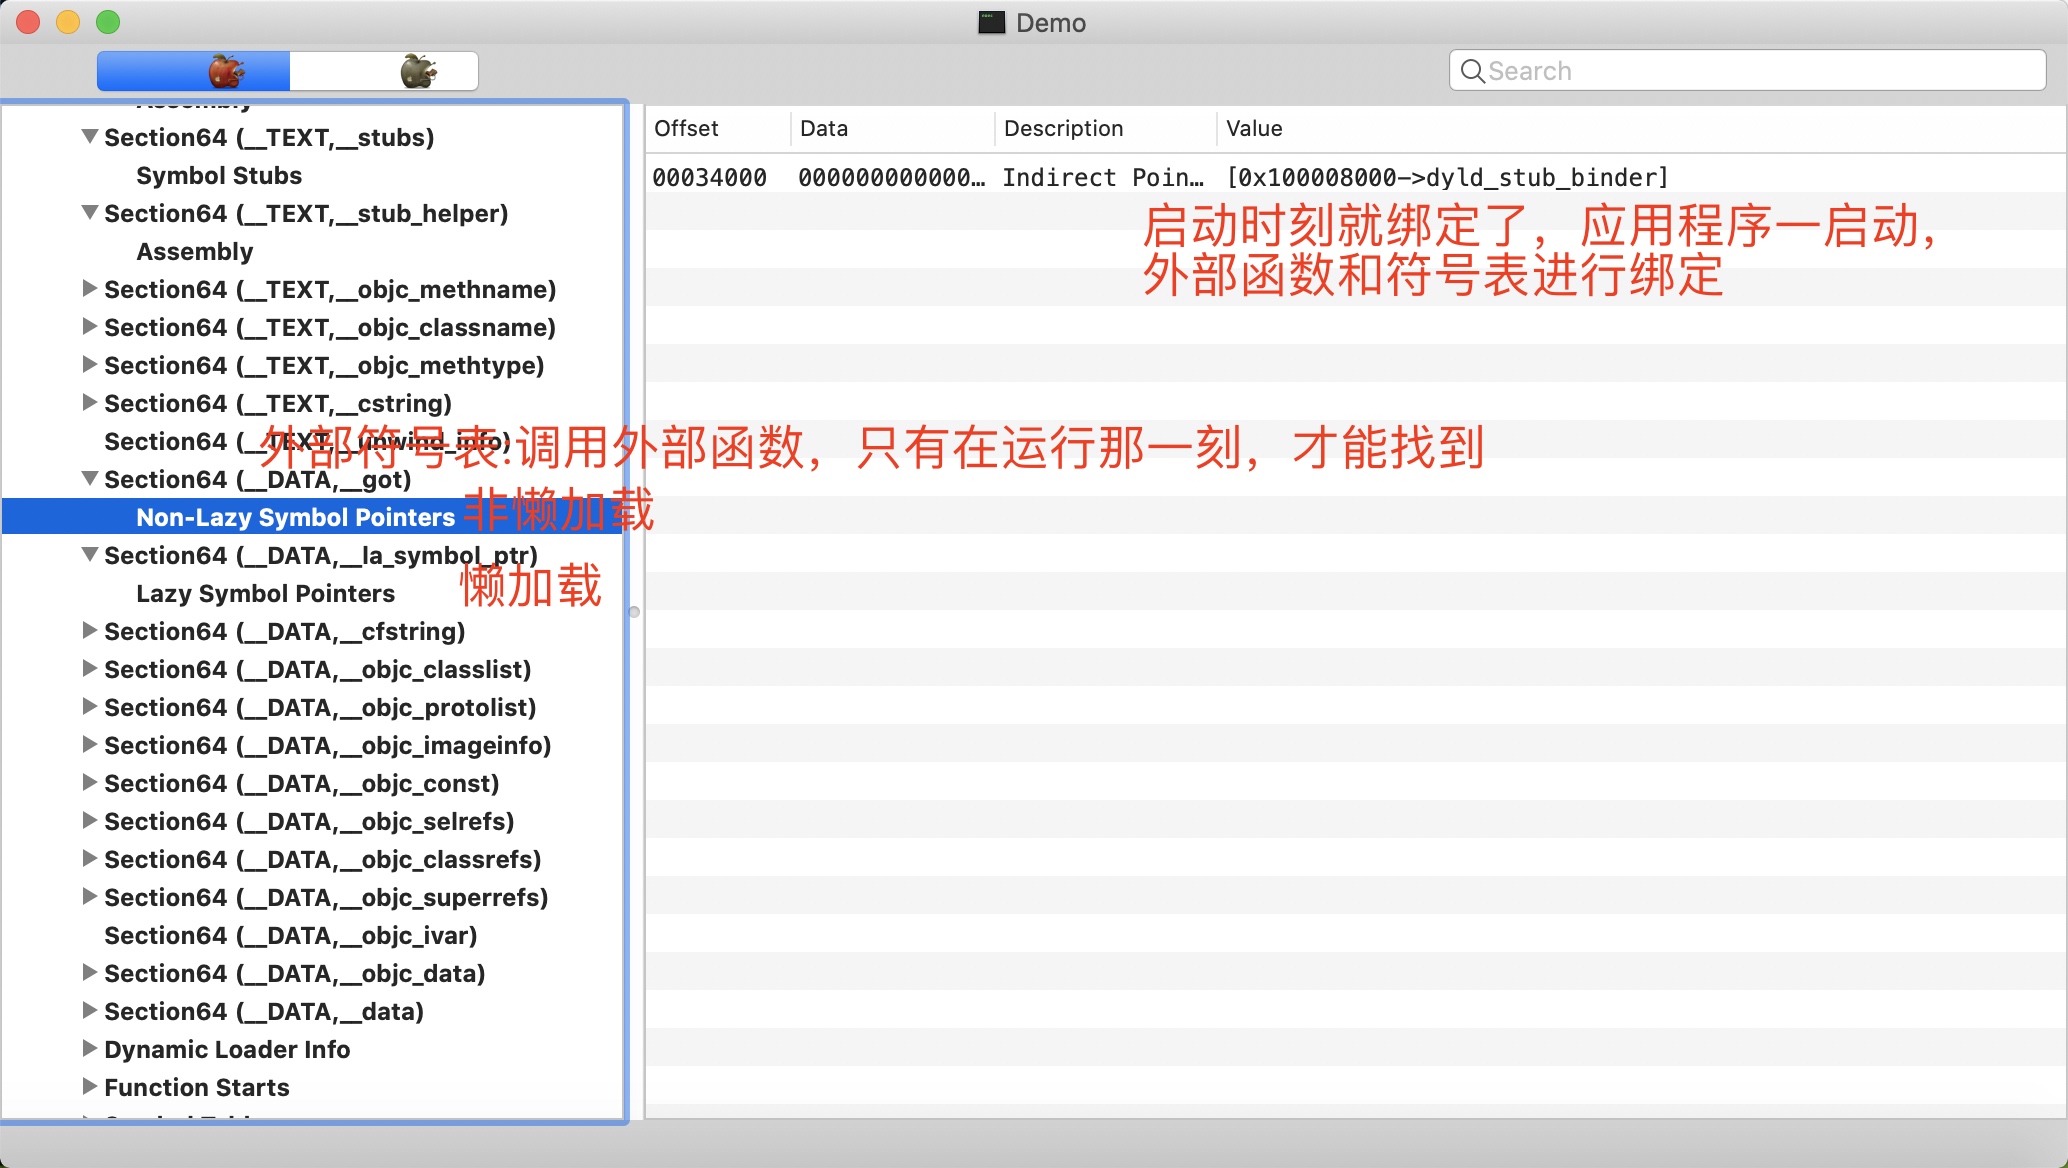 Demo
Search
Assembly
Section64 (__TEXT,__stubs)
Symbol Stubs
Section64 (__TEXT,__stub_helper)
Assembly
Section64 (__TEXT,__objc_methname)
Section64 (__TEXT,__objc_classname)
Section64 (__TEXT,__objc_methtype)
Section64 (__TEXT,__cstring)
Section64 (__TEXT,__unwind_info)
外部符号表:调用外部函数，只有在运行那一刻，才能找到
Section64 (__DATA,__got)
Non-Lazy Symbol Pointers 非懒加载
Section64 (__DATA,__la_symbol_ptr)
Lazy Symbol Pointers 懒加载
Section64 (__DATA,__cfstring)
Section64 (__DATA,__objc_classlist)
Section64 (__DATA,__objc_protolist)
Section64 (__DATA,__objc_imageinfo)
Section64 (__DATA,__objc_const)
Section64 (__DATA,__objc_selrefs)
Section64 (__DATA,__objc_classrefs)
Section64 (__DATA,__objc_superrefs)
Section64 (__DATA,__objc_ivar)
Section64 (__DATA,__objc_data)
Section64 (__DATA,__data)
Dynamic Loader Info
Function Starts
Offset Data Description Value
00034000 000000000000… Indirect Poin… [0x100008000->dyld_stub_binder]
启动时刻就绑定了，应用程序一启动，
外部函数和符号表进行绑定